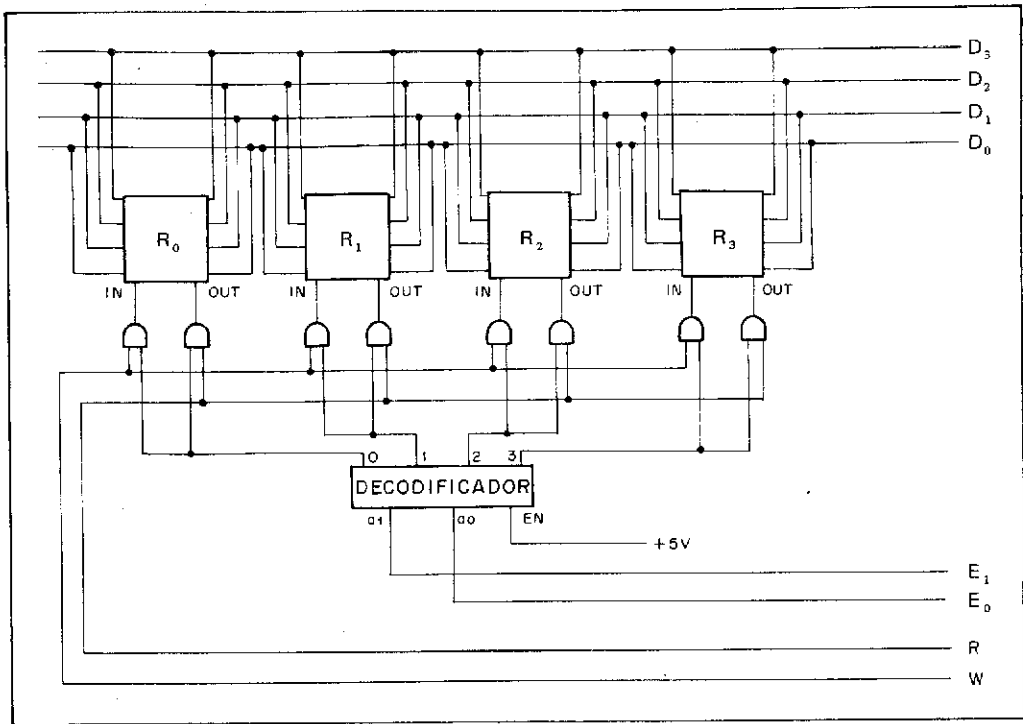 D₃
D₂
D₁
D₀
R₀ R₁ R₂ R₃
IN OUT IN OUT IN OUT IN OUT
0 1 2 3
DECODIFICADOR
a1 a0 EN
+5V
E₁
E₀
R
W